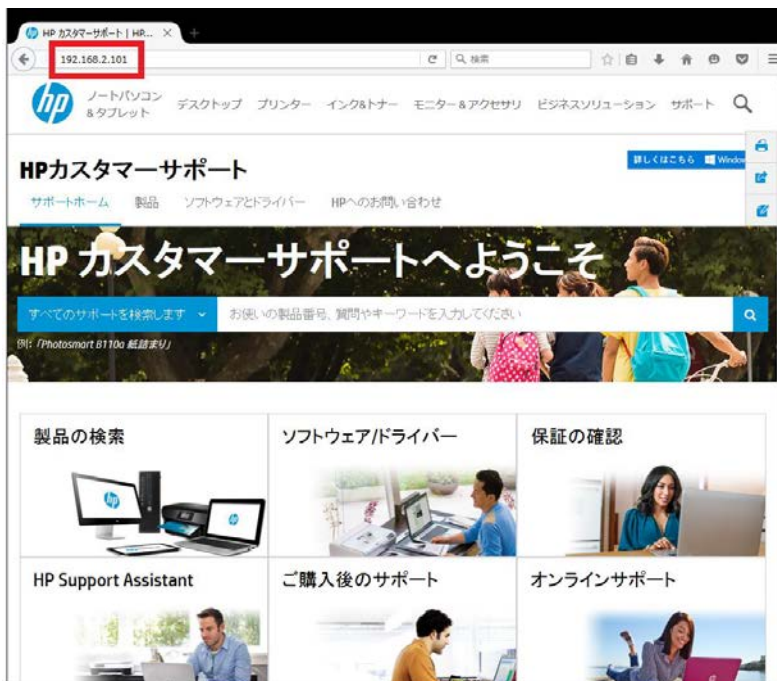 HP カスタマーサポート | HP...
192.168.2.101
検索
hp
ノートパソコン
&タブレット
デスクトップ プリンター インク&トナー モニター&アクセサリ ビジネスソリューション サポート
HPカスタマーサポート
詳しくはこちら Window
サポートホーム 製品 ソフトウェアとドライバー HPへのお問い合わせ
HP カスタマーサポートへようこそ
すべてのサポートを検索します お使いの製品番号、質問やキーワードを入力してください
例:「Photosmart B110a 紙詰まり」
製品の検索 ソフトウェア/ドライバー 保証の確認
HP Support Assistant ご購入後のサポート オンラインサポート